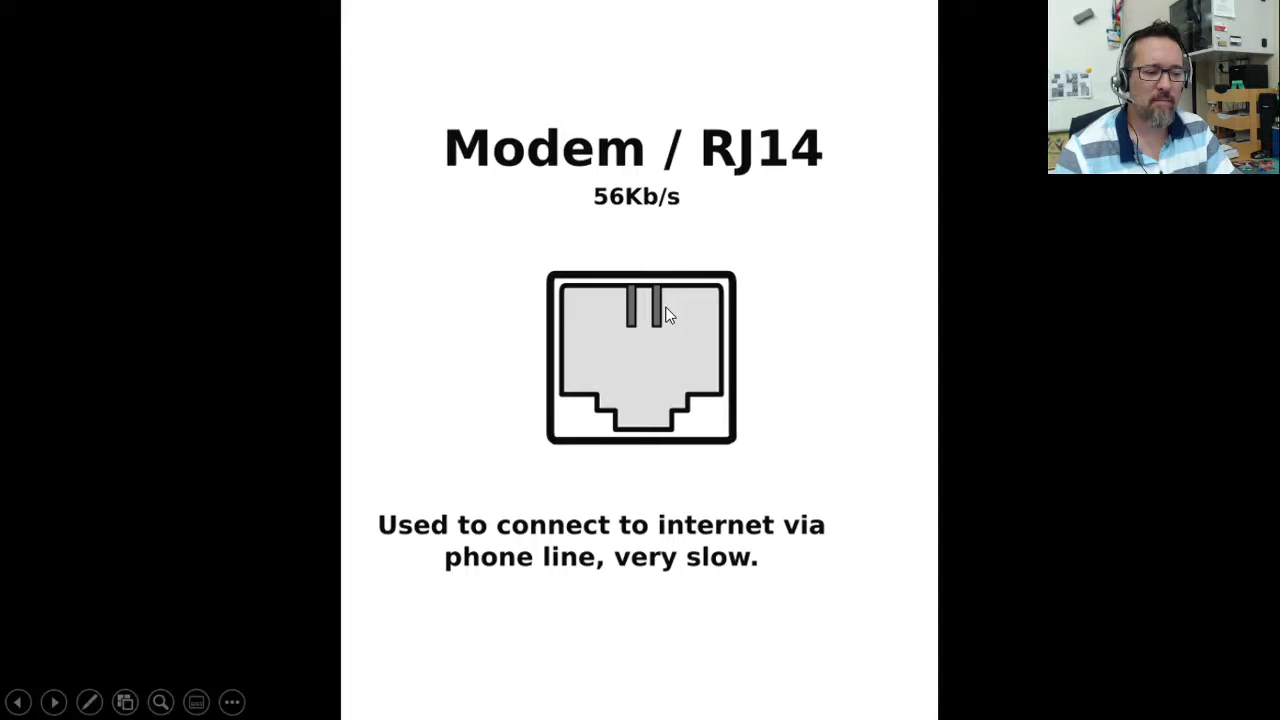 Modem / RJ14
56Kb/s
Used to connect to internet via
phone line, very slow.